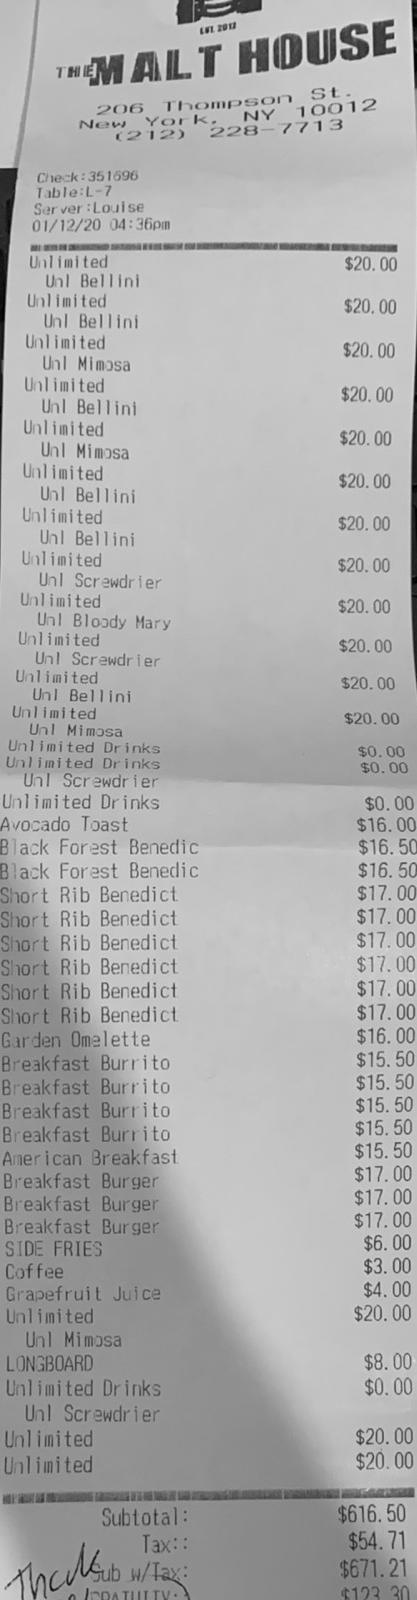 EST. 2012
THE MALT HOUSE
206 Thompson St.
New York, NY 10012
(212) 228-7713
Check:351696
Table:L-7
Server:Louise
01/12/20 04:36pm
Unlimited $20.00
Unl Bellini
Unlimited $20.00
Unl Bellini
Unlimited $20.00
Unl Mimosa
Unlimited $20.00
Unl Bellini
Unlimited $20.00
Unl Mimosa
Unlimited $20.00
Unl Bellini
Unlimited $20.00
Unl Bellini
Unlimited $20.00
Unl Screwdrier
Unlimited $20.00
Unl Bloody Mary
Unlimited $20.00
Unl Screwdrier
Unlimited $20.00
Unl Bellini
Unlimited $20.00
Unl Mimosa
Unlimited Drinks $0.00
Unlimited Drinks $0.00
Unl Screwdrier
Unlimited Drinks $0.00
Avocado Toast $16.00
Black Forest Benedic $16.50
Black Forest Benedic $16.50
Short Rib Benedict $17.00
Short Rib Benedict $17.00
Short Rib Benedict $17.00
Short Rib Benedict $17.00
Short Rib Benedict $17.00
Short Rib Benedict $17.00
Garden Omelette $16.00
Breakfast Burrito $15.50
Breakfast Burrito $15.50
Breakfast Burrito $15.50
Breakfast Burrito $15.50
American Breakfast $15.50
Breakfast Burger $17.00
Breakfast Burger $17.00
Breakfast Burger $17.00
SIDE FRIES $6.00
Coffee $3.00
Grapefruit Juice $4.00
Unlimited $20.00
Unl Mimosa
LONGBOARD $8.00
Unlimited Drinks $0.00
Unl Screwdrier
Unlimited $20.00
Unlimited $20.00
Subtotal: $616.50
Tax:: $54.71
Sub w/Tax: $671.21
GRATUITY: $123.30